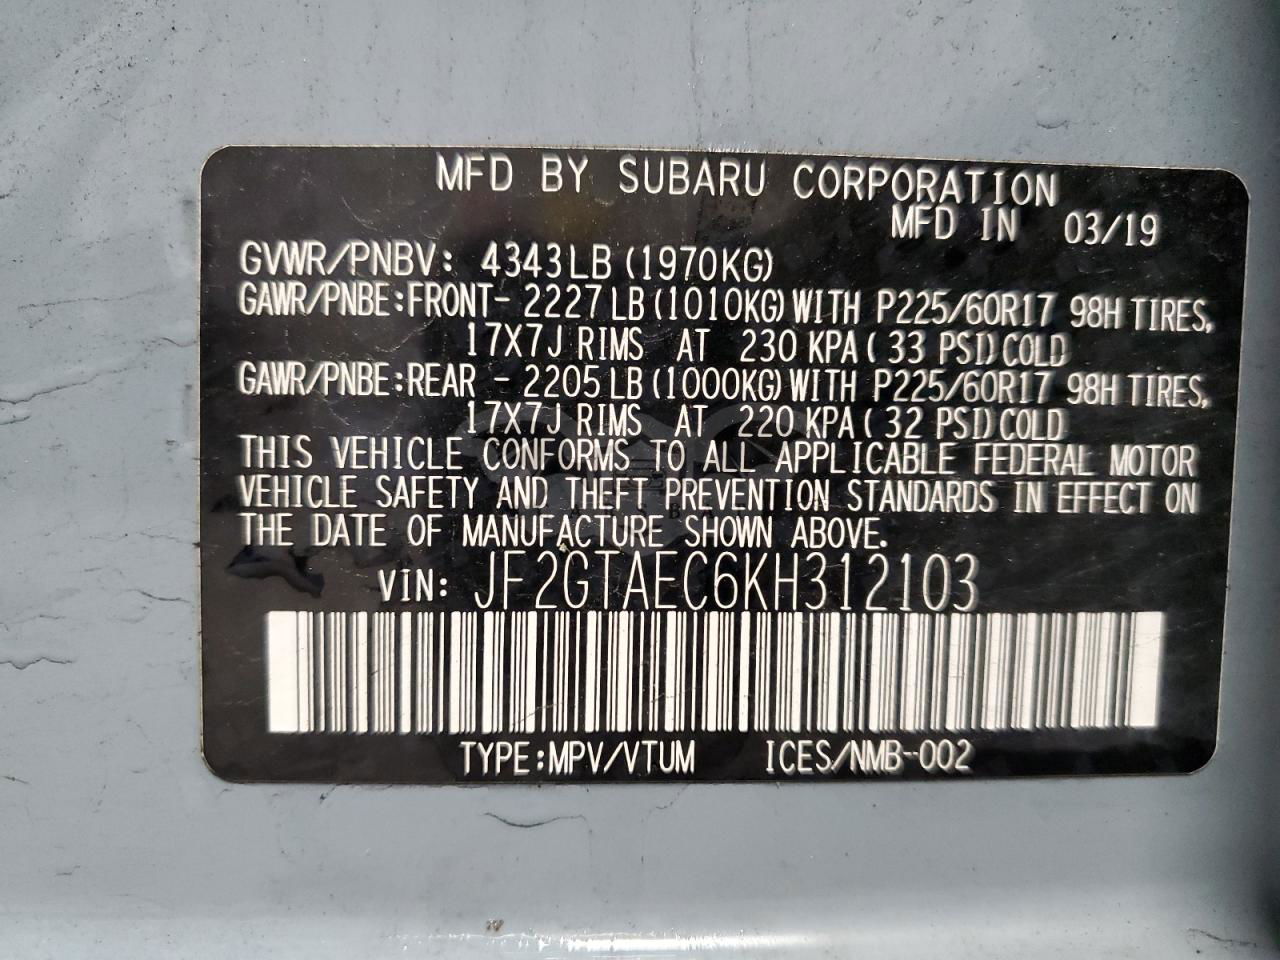 MFD BY SUBARU CORPORATION
MFD IN 03/19
GVWR/PNBV: 4343LB (1970KG)
GAWR/PNBE:FRONT- 2227LB (1010KG) WITH P225/60R17 98H TIRES,
17X7J RIMS AT 230 KPA ( 33 PSI) COLD
GAWR/PNBE:REAR - 2205LB (1000KG) WITH P225/60R17 98H TIRES,
17X7J RIMS AT 220 KPA ( 32 PSI) COLD
THIS VEHICLE CONFORMS TO ALL APPLICABLE FEDERAL MOTOR
VEHICLE SAFETY AND THEFT PREVENTION STANDARDS IN EFFECT ON
THE DATE OF MANUFACTURE SHOWN ABOVE.
VIN: JF2GTAEC6KH312103
TYPE:MPV/VTUM ICES/NMB-002